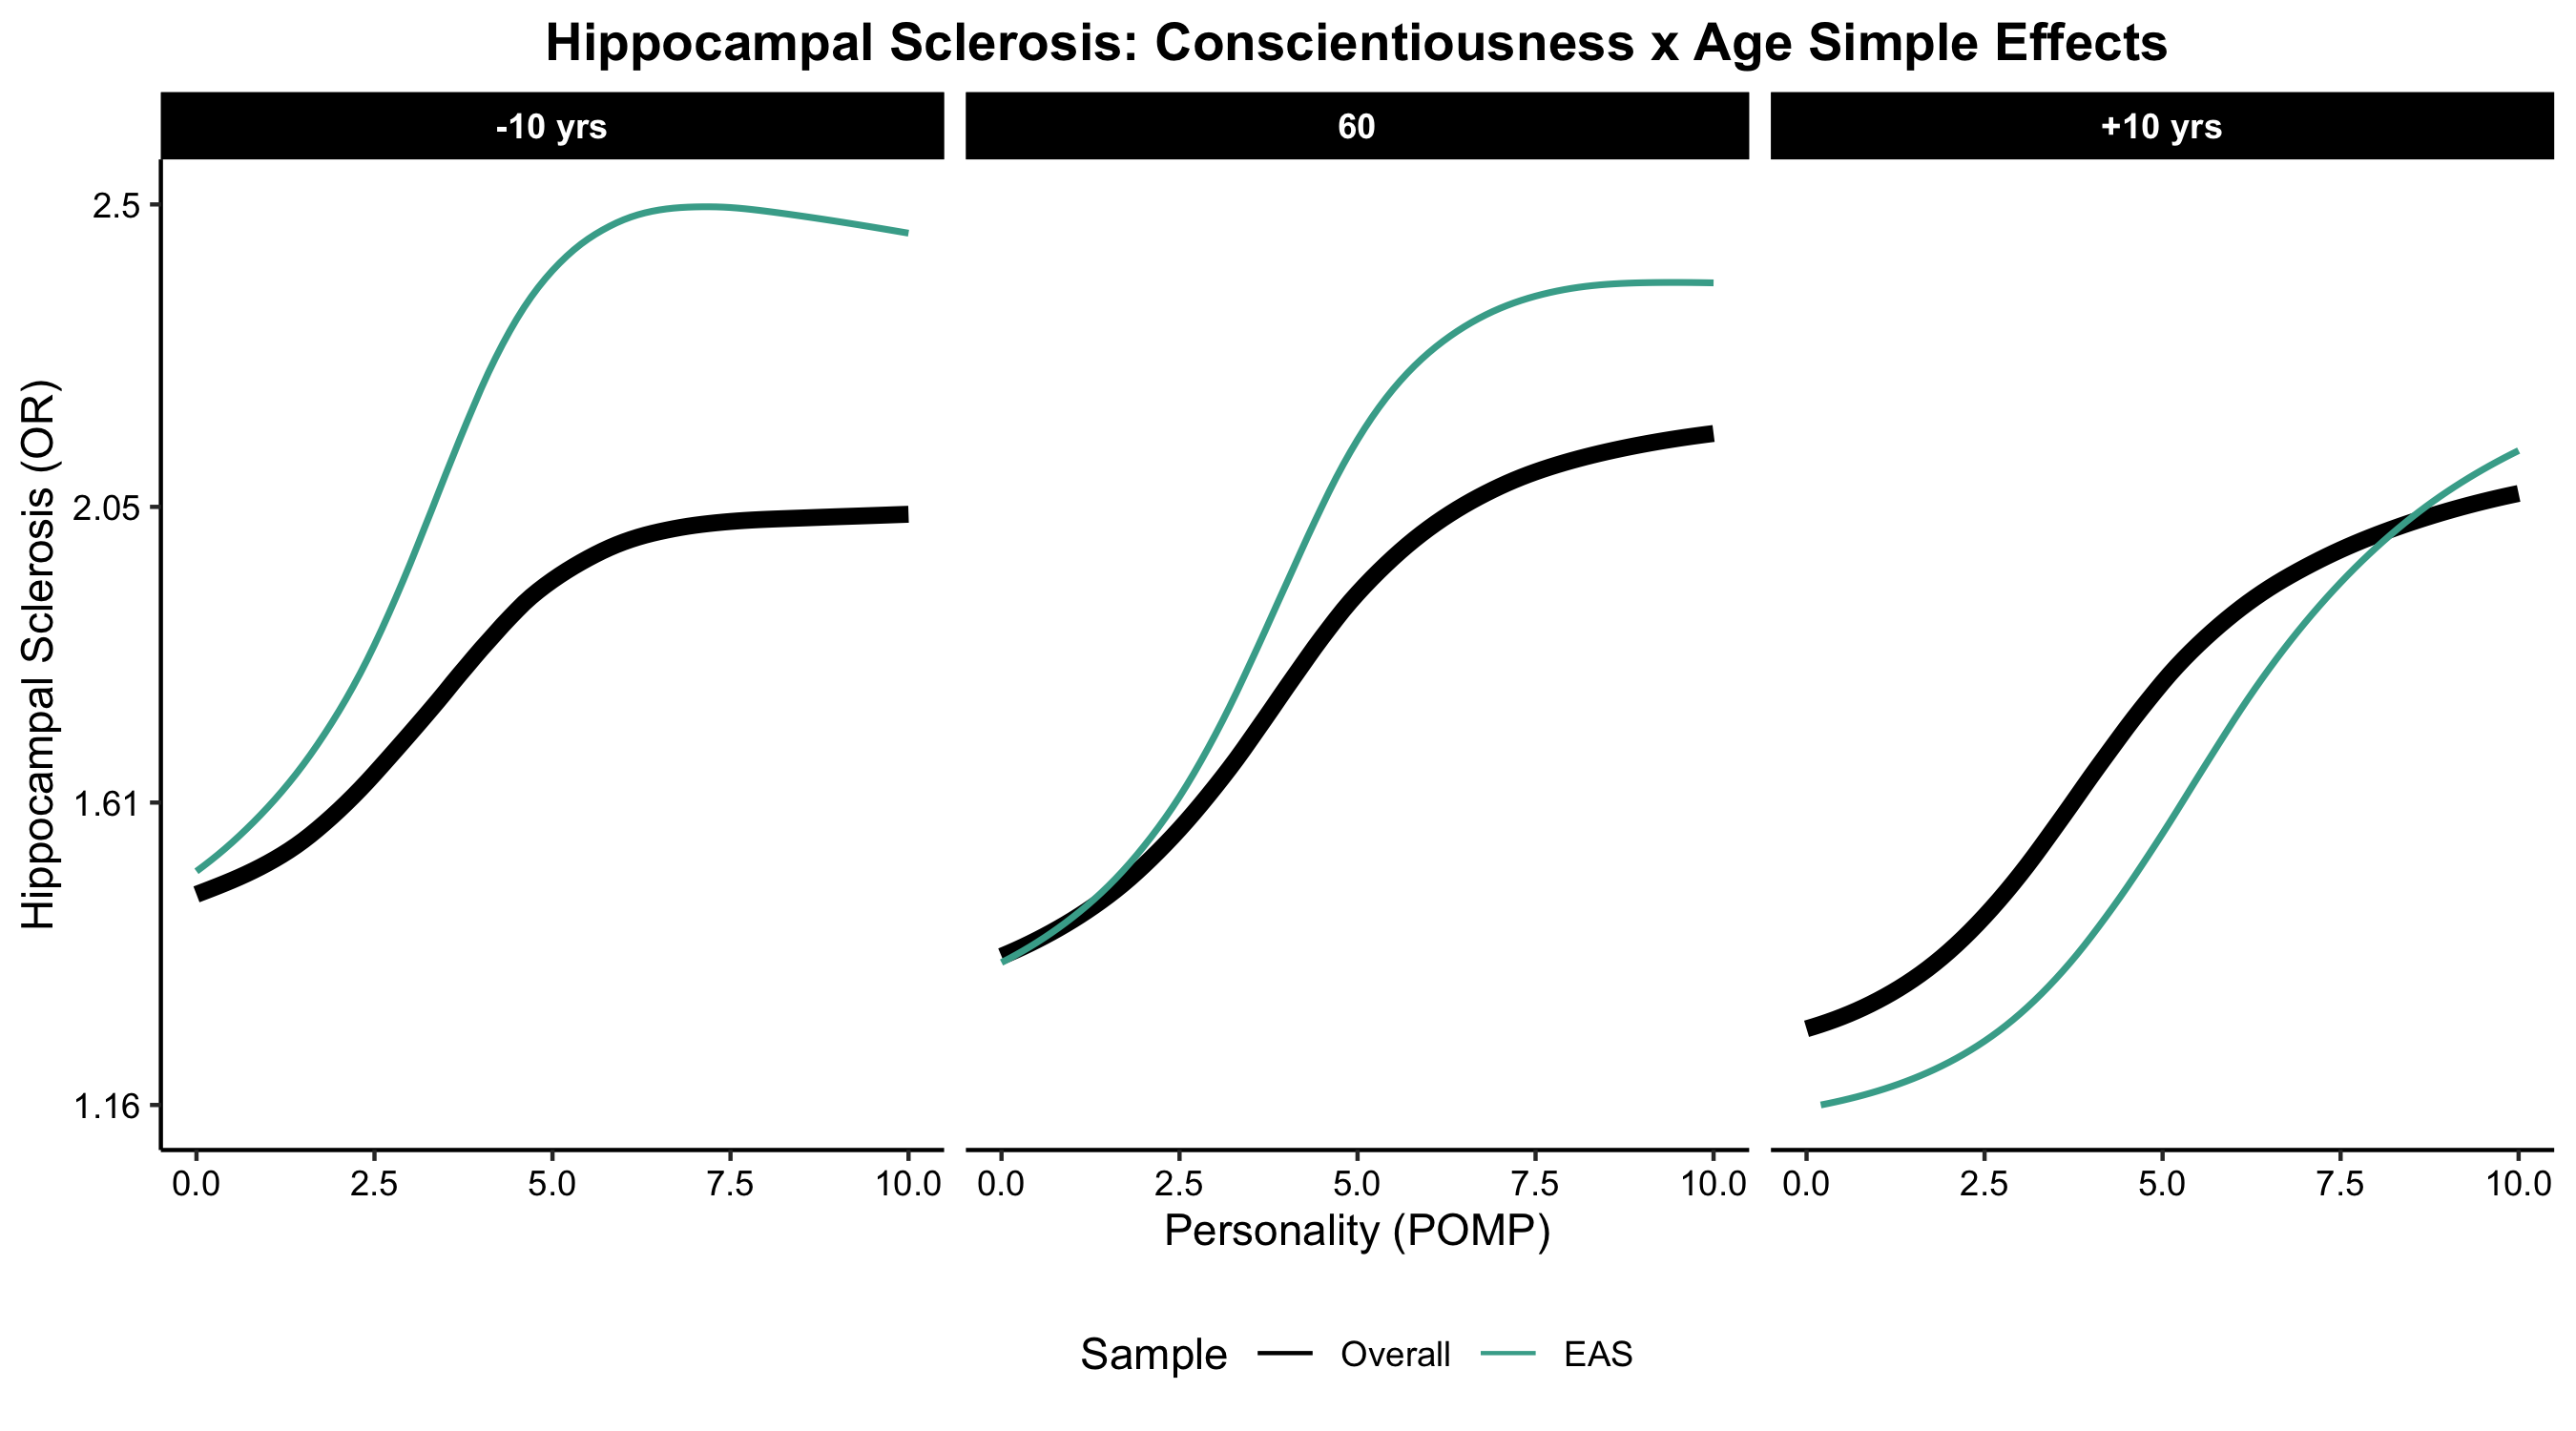 Hippocampal Sclerosis: Conscientiousness x Age Simple Effects
-10 yrs
60
+10 yrs
Hippocampal Sclerosis (OR)
2.5
2.05
1.61
1.16
0.0 2.5 5.0 7.5 10.0
0.0 2.5 5.0 7.5 10.0
0.0 2.5 5.0 7.5 10.0
Personality (POMP)
Sample Overall EAS